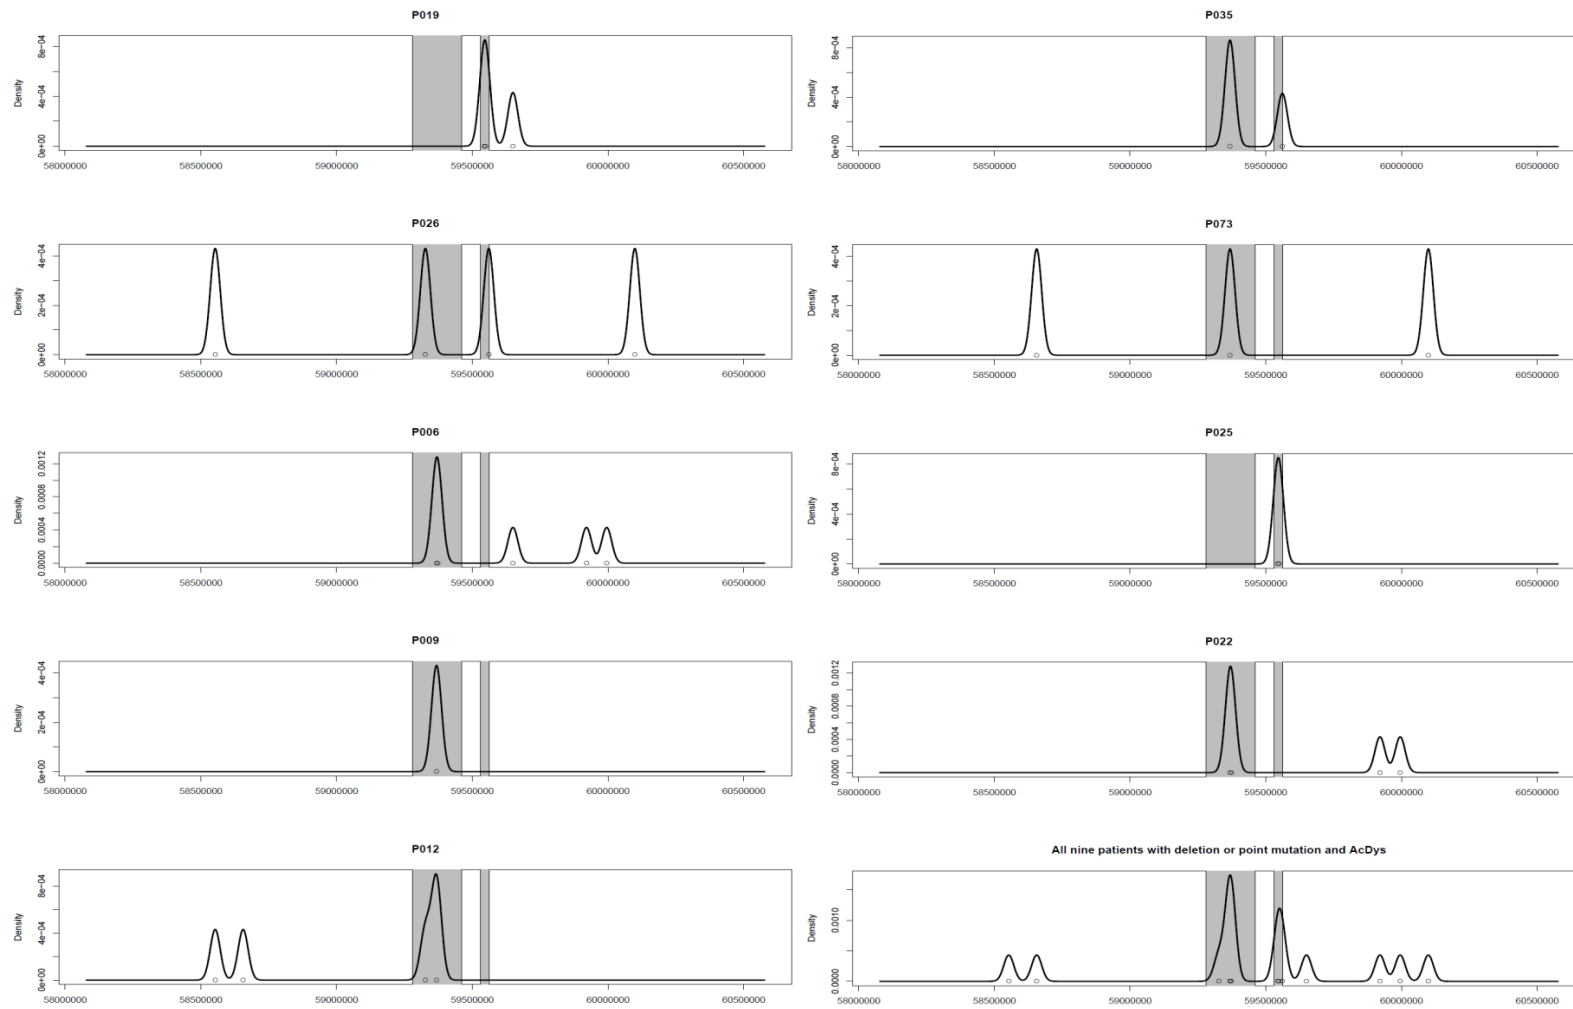 P019
Density
0e+00 4e-04 8e-04
58000000 58500000 59000000 59500000 60000000 60500000
P035
Density
0e+00 4e-04 8e-04
58000000 58500000 59000000 59500000 60000000 60500000
P026
Density
0e+00 2e-04 4e-04
58000000 58500000 59000000 59500000 60000000 60500000
P073
Density
0e+00 2e-04 4e-04
58000000 58500000 59000000 59500000 60000000 60500000
P006
Density
0.0000 0.0004 0.0008 0.0012
58000000 58500000 59000000 59500000 60000000 60500000
P025
Density
0e+00 4e-04 8e-04
58000000 58500000 59000000 59500000 60000000 60500000
P009
Density
0e+00 2e-04 4e-04
58000000 58500000 59000000 59500000 60000000 60500000
P022
Density
0.0000 0.0004 0.0008 0.0012
58000000 58500000 59000000 59500000 60000000 60500000
P012
Density
0e+00 4e-04 8e-04
58000000 58500000 59000000 59500000 60000000 60500000
All nine patients with deletion or point mutation and AcDys
Density
0.0000 0.0010
58000000 58500000 59000000 59500000 60000000 60500000